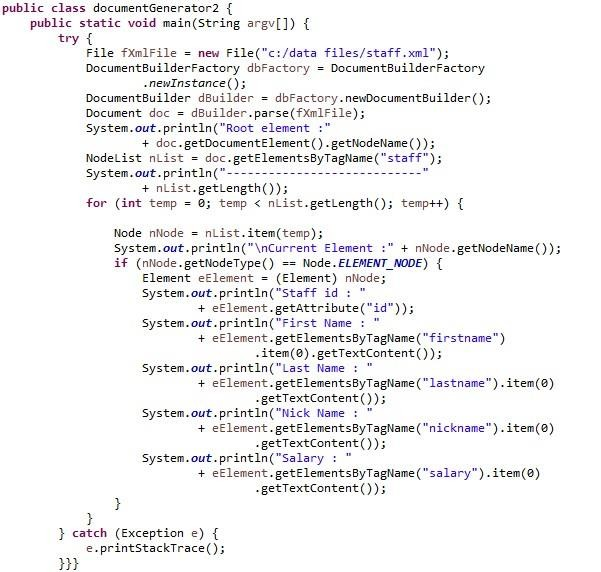 public class documentGenerator2 {
    public static void main(String argv[]) {
        try {
            File fXmlFile = new File("c:/data files/staff.xml");
            DocumentBuilderFactory dbFactory = DocumentBuilderFactory
                    .newInstance();
            DocumentBuilder dBuilder = dbFactory.newDocumentBuilder();
            Document doc = dBuilder.parse(fXmlFile);
            System.out.println("Root element :"
                    + doc.getDocumentElement().getNodeName());
            NodeList nList = doc.getElementsByTagName("staff");
            System.out.println("----------------------------"
                    + nList.getLength());
            for (int temp = 0; temp < nList.getLength(); temp++) {

                Node nNode = nList.item(temp);
                System.out.println("\nCurrent Element :" + nNode.getNodeName());
                if (nNode.getNodeType() == Node.ELEMENT_NODE) {
                    Element eElement = (Element) nNode;
                    System.out.println("Staff id : "
                            + eElement.getAttribute("id"));
                    System.out.println("First Name : "
                            + eElement.getElementsByTagName("firstname")
                                    .item(0).getTextContent());
                    System.out.println("Last Name : "
                            + eElement.getElementsByTagName("lastname").item(0)
                                    .getTextContent());
                    System.out.println("Nick Name : "
                            + eElement.getElementsByTagName("nickname").item(0)
                                    .getTextContent());
                    System.out.println("Salary : "
                            + eElement.getElementsByTagName("salary").item(0)
                                    .getTextContent());
                }
            }
        } catch (Exception e) {
            e.printStackTrace();
        }}}